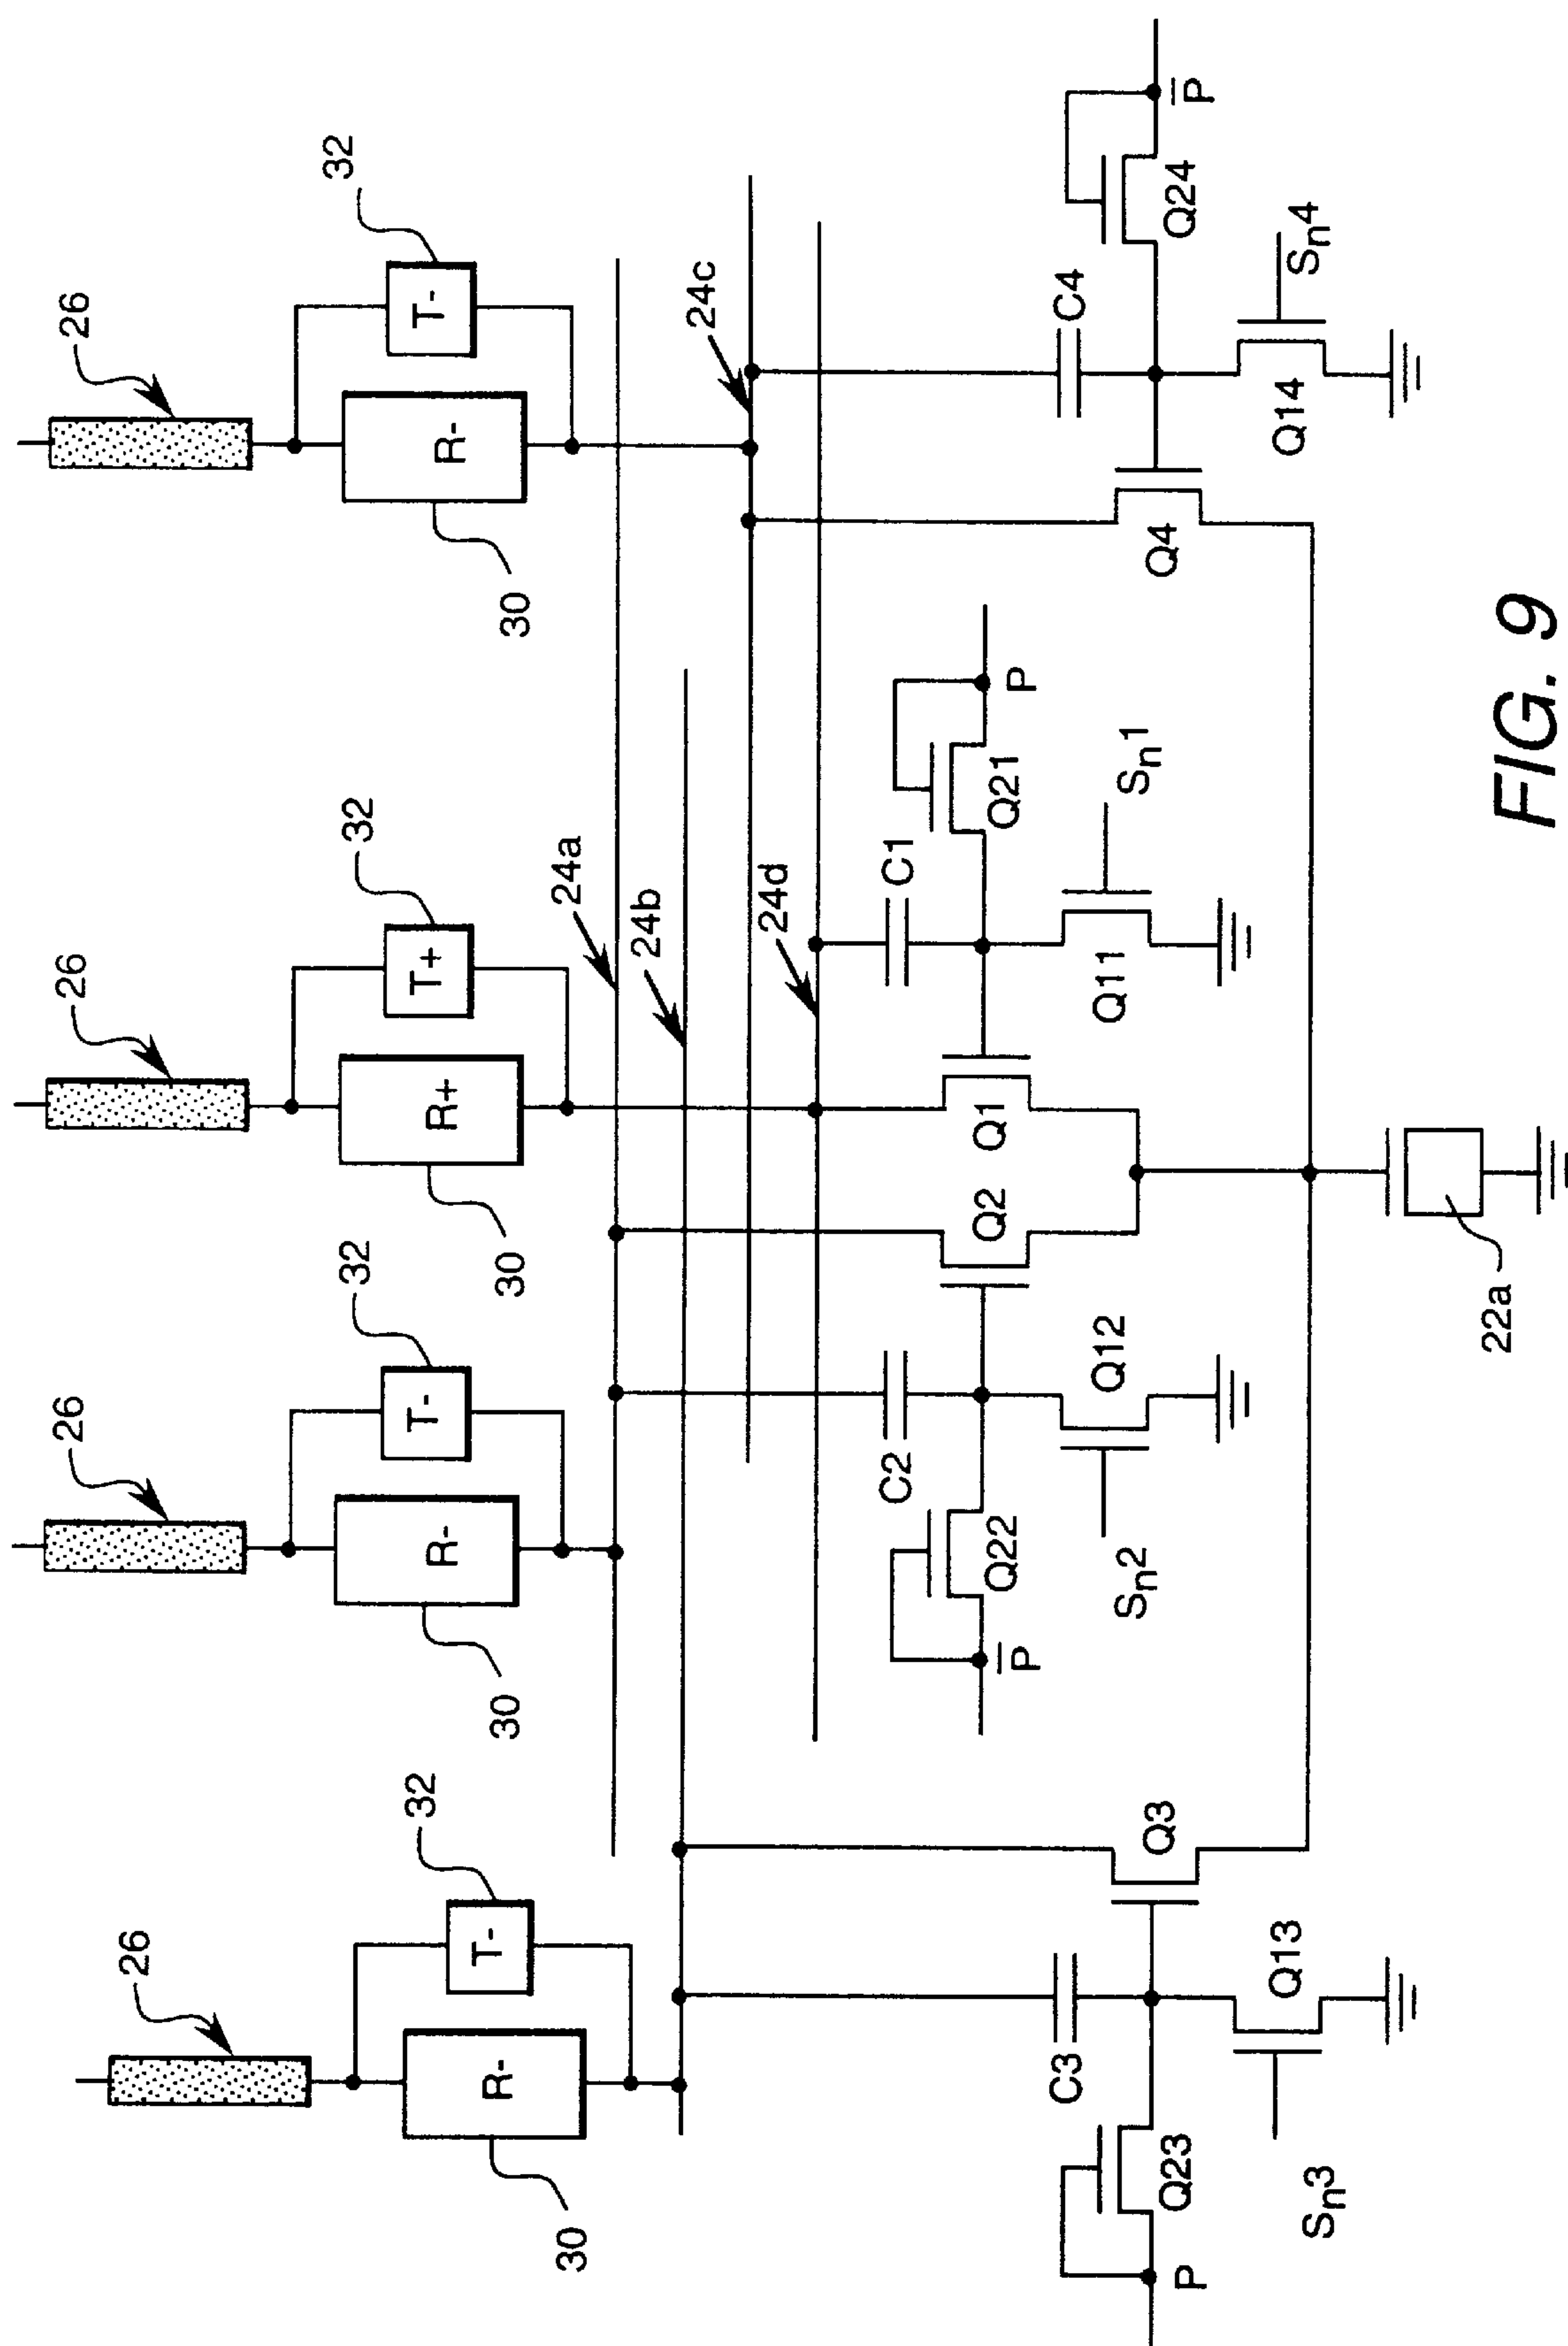 26
26
26
26
32
32
32
32
T-
T-
T+
T-
R-
R-
R+
R-
30
30
30
30
24a
24b
24c
24d
C3
C2
C1
C4
Q23
Q22
Q21
Q24
P
P̅
P
P̅
Q3
Q2
Q1
Q4
Q13
Q12
Q11
Q14
Sn3
Sn2
Sn1
Sn4
22a
FIG. 9